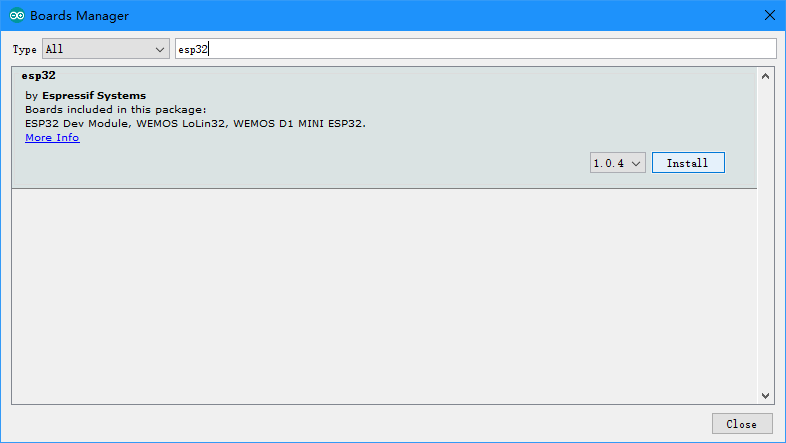 Boards Manager
Type All esp32
esp32
by Espressif Systems
Boards included in this package:
ESP32 Dev Module, WEMOS LoLin32, WEMOS D1 MINI ESP32.
More Info
1.0.4 Install
Close